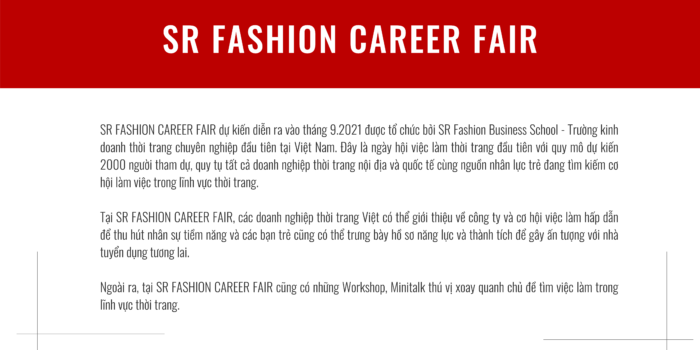 SR FASHION CAREER FAIR
SR FASHION CAREER FAIR dự kiến diễn ra vào tháng 9.2021 được tổ chức bởi SR Fashion Business School - Trường kinh
doanh thời trang chuyên nghiệp đầu tiên tại Việt Nam. Đây là ngày hội việc làm thời trang đầu tiên với quy mô dự kiến
2000 người tham dự, quy tụ tất cả doanh nghiệp thời trang nội địa và quốc tế cùng nguồn nhân lực trẻ đang tìm kiếm cơ
hội làm việc trong lĩnh vực thời trang.
Tại SR FASHION CAREER FAIR, các doanh nghiệp thời trang Việt có thể giới thiệu về công ty và cơ hội việc làm hấp dẫn
để thu hút nhân sự tiềm năng và các bạn trẻ cũng có thể trưng bày hồ sơ năng lực và thành tích để gây ấn tượng với nhà
tuyển dụng tương lai.
Ngoài ra, tại SR FASHION CAREER FAIR cũng có những Workshop, Minitalk thú vị xoay quanh chủ đề tìm việc làm trong
lĩnh vực thời trang.